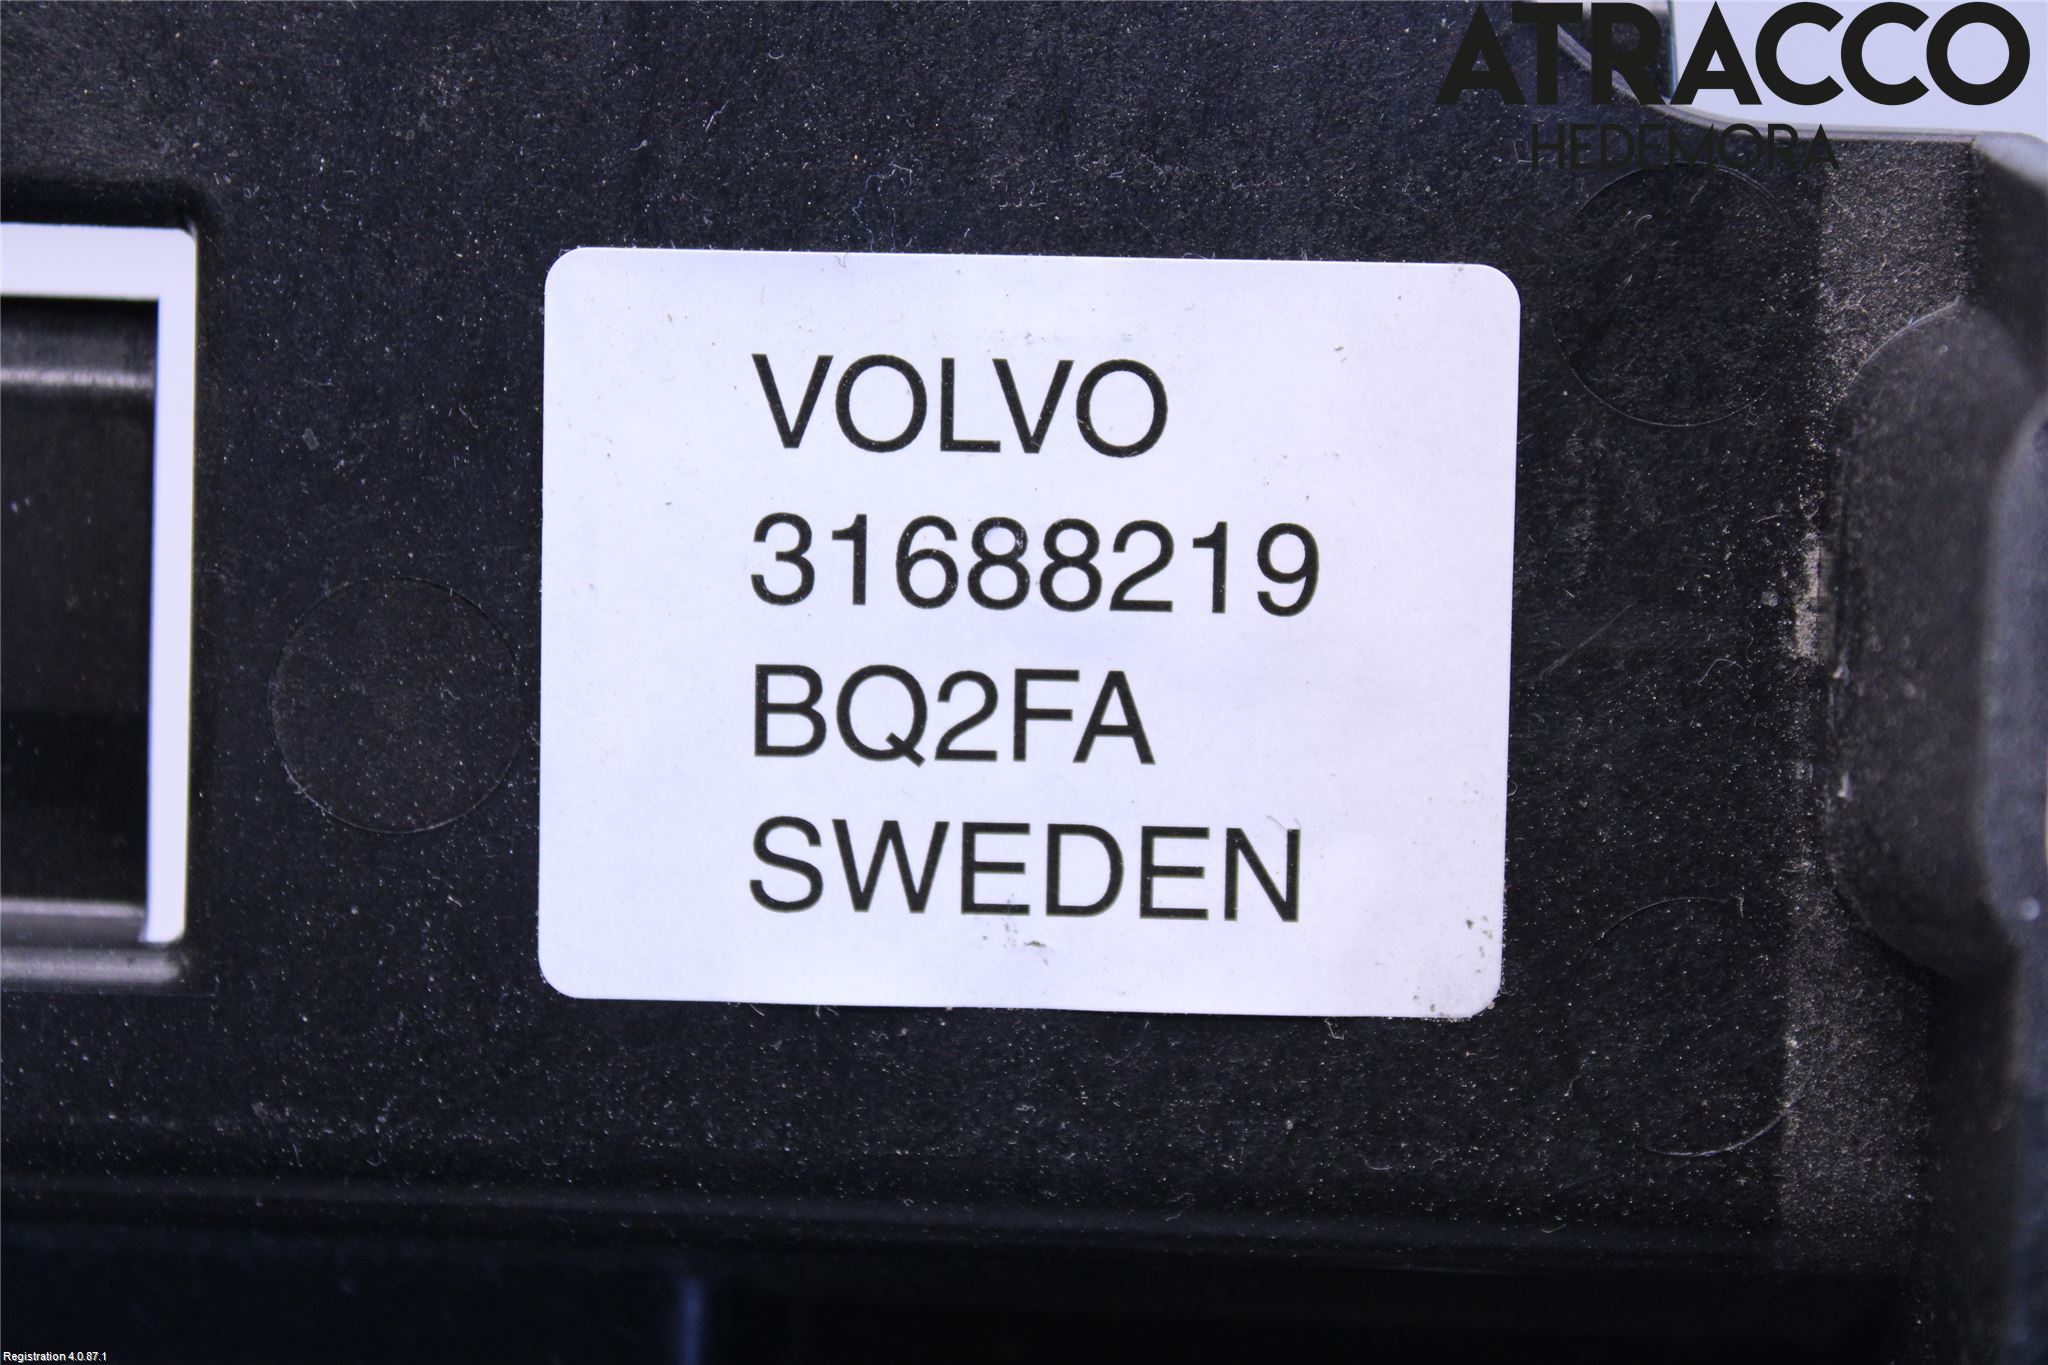 ATRACCO
HEDEMORA
VOLVO
31688219
BQ2FA
SWEDEN
Registration 4.0.87.1